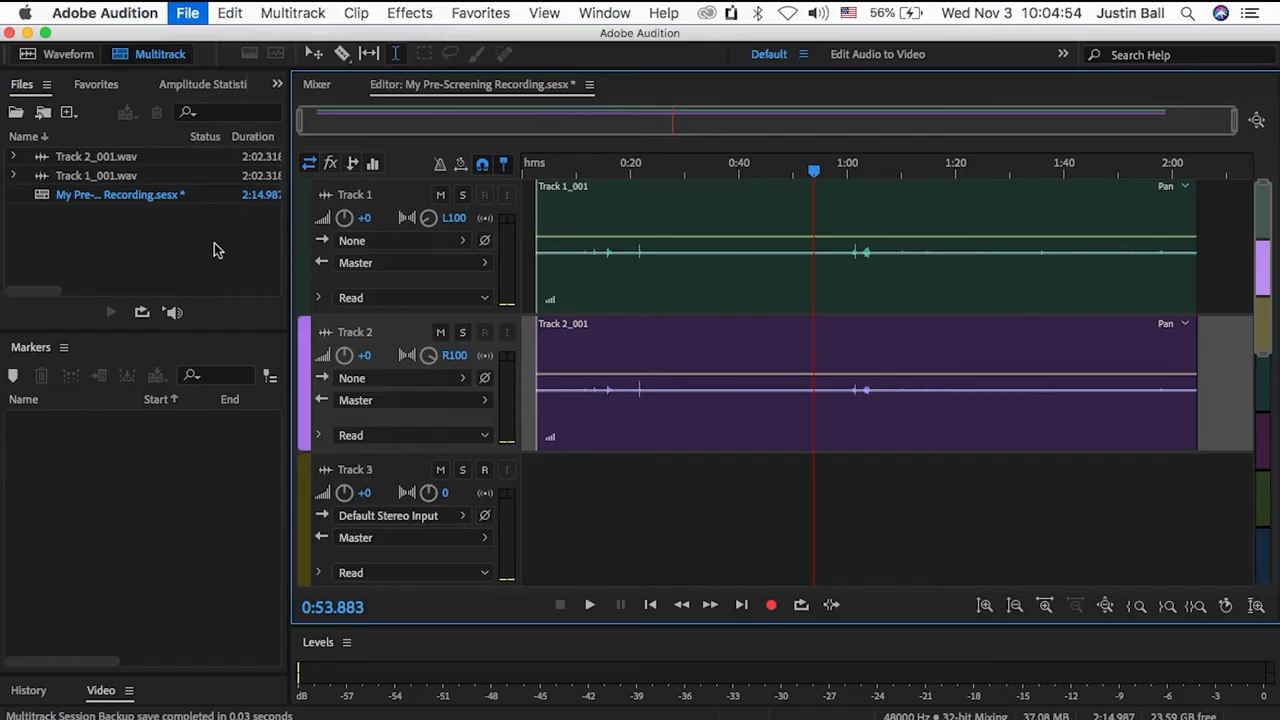 Adobe Audition File Edit Multitrack Clip Effects Favorites View Window Help 56% Wed Nov 3 10:04:54 Justin Ball
Adobe Audition
Waveform Multitrack Default Edit Audio to Video Search Help
Files Favorites Amplitude Statisti Mixer Editor: My Pre-Screening Recording.sesx *
Name Status Duration
Track 2_001.wav 2:02.318
Track 1_001.wav 2:02.318
My Pre-... Recording.sesx * 2:14.987
hms 0:20 0:40 1:00 1:20 1:40 2:00
Track 1 M S R I
+0 L100
None
Master
Read
Track 1_001 Pan
Track 2 M S R I
+0 R100
None
Master
Read
Track 2_001 Pan
Track 3 M S R I
+0 0
Default Stereo Input
Master
Read
Markers
Name Start End
0:53.883
Levels
dB -57 -54 -51 -48 -45 -42 -39 -36 -33 -30 -27 -24 -21 -18 -15 -12 -9 -6 -3 0
History Video
Multitrack Session Backup save completed in 0.03 seconds 48000 Hz • 32-bit Mixing 37.08 MB 2:14.987 23.59 GB free